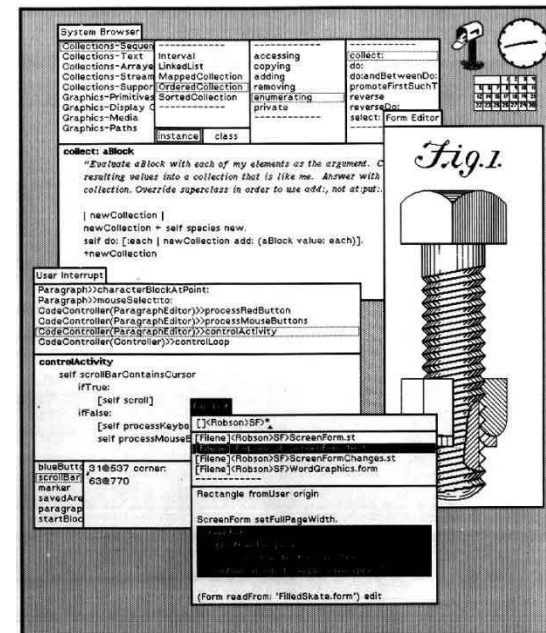 System Browser
Collections-Sequen
Collections-Text
Collections-Arraye
Collections-Stream
Collections-Suppor
Graphics-Primitives
Graphics-Display
Graphics-Media
Graphics-Paths
------------------
Interval
LinkedList
MappedCollection
OrderedCollection
SortedCollection
------------------
instance
class
------------------
accessing
copying
adding
removing
enumerating
private
------------------
------------------
collect:
do:
do:andBetweenDo:
promoteFirstSuchT
reverse
reverseDo:
select:
Form Editor
Fig. 1.
collect: aBlock
"Evaluate aBlock with each of my elements as the argument. C
resulting values into a collection that is like me. Answer with
collection. Override superclass in order to use add:, not at:put:.
| newCollection |
newCollection ← self species new.
self do: [:each | newCollection add: (aBlock value: each)].
↑newCollection
User Interrupt
Paragraph>>characterBlockAtPoint:
Paragraph>>mouseSelect:to:
CodeController(ParagraphEditor)>>processRedButton
CodeController(ParagraphEditor)>>processMouseButtons
CodeController(ParagraphEditor)>>controlActivity
CodeController(Controller)>>controlLoop
controlActivity
self scrollBarContainsCursor
ifTrue:
[self scroll]
ifFalse:
[self processKeybo
self processMouseB
blueButto
scrollBar
marker
savedAre
paragrap
startBloc
31@537 corner:
63@770
[]<Robson>SF>*
[Filene]<Robson>SF>ScreenForm.st
[Filene]<Robson>SF>ScreenFormChanges.st
[Filene]<Robson>SF>WordGraphics.form
------------------
Rectangle fromUser origin
ScreenForm setFullPageWidth.
(Form readFrom: 'FilledSkate.form') edit